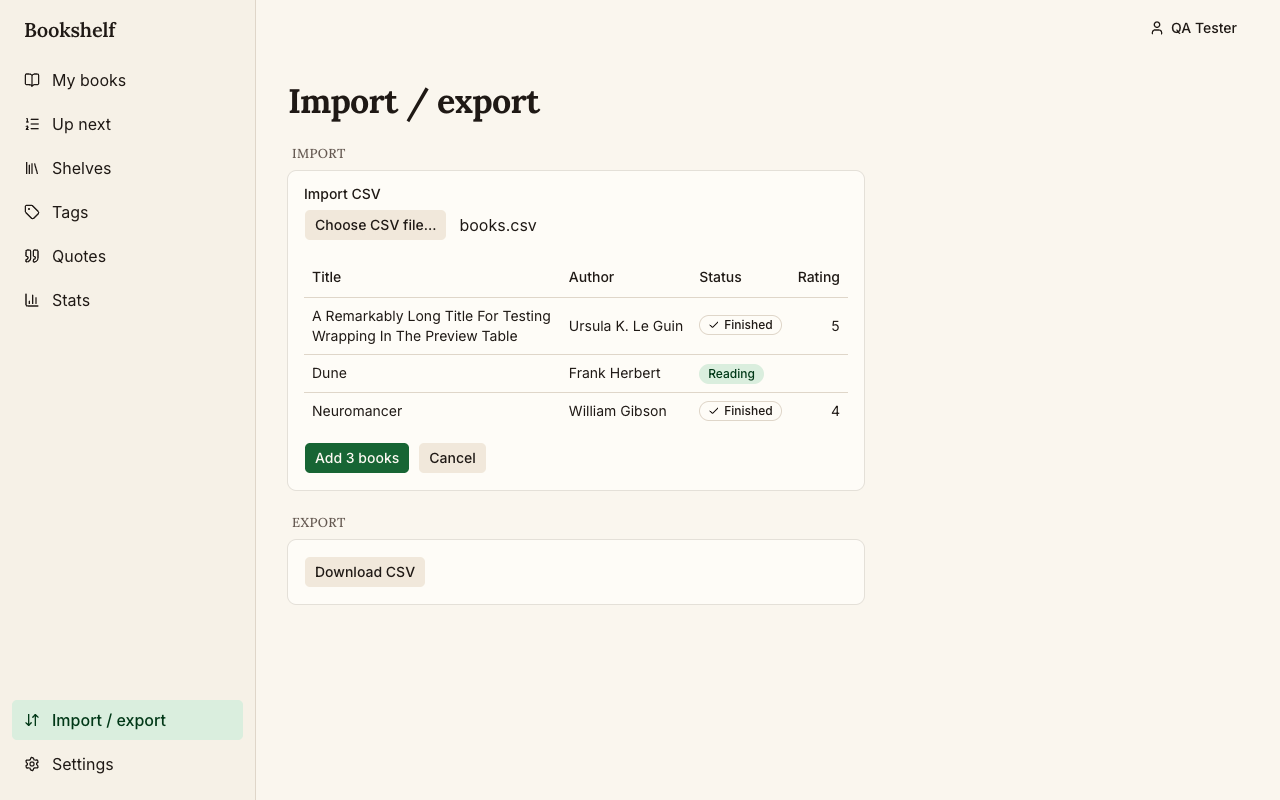 Bookshelf
My books
Up next
Shelves
Tags
Quotes
Stats
Import / export
Settings
QA Tester
Import / export
IMPORT
Import CSV
Choose CSV file... books.csv
Title Author Status Rating
A Remarkably Long Title For Testing
Wrapping In The Preview Table
Ursula K. Le Guin Finished 5
Dune Frank Herbert Reading
Neuromancer William Gibson Finished 4
Add 3 books Cancel
EXPORT
Download CSV